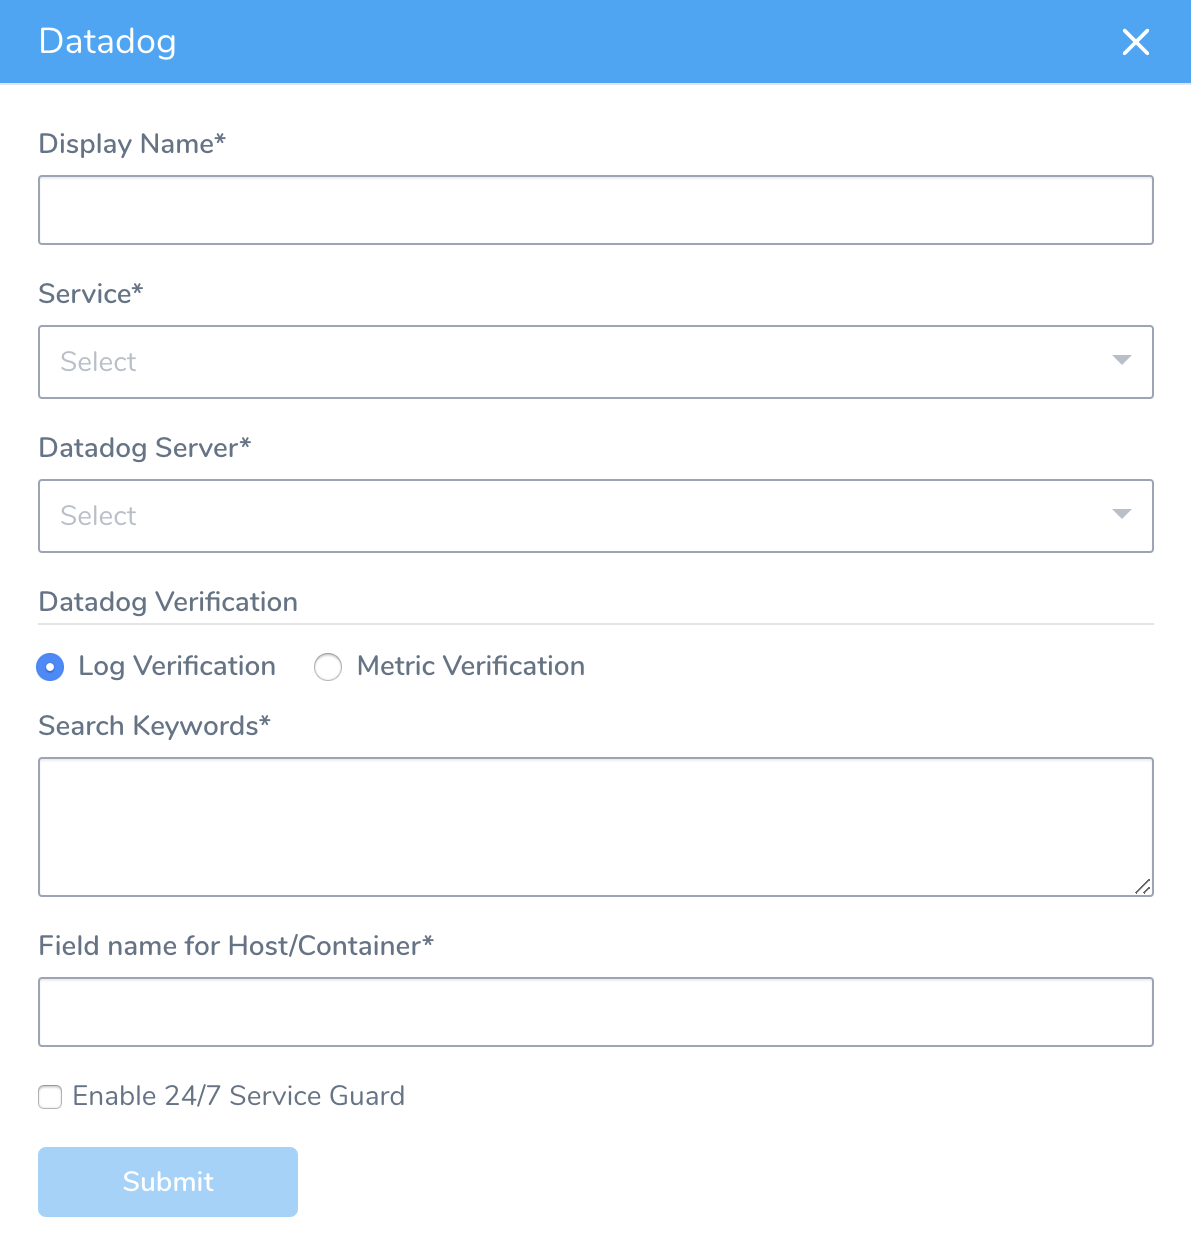 Datadog
Display Name*
Service*
Select
Datadog Server*
Select
Datadog Verification
Log Verification Metric Verification
Search Keywords*
Field name for Host/Container*
Enable 24/7 Service Guard
Submit